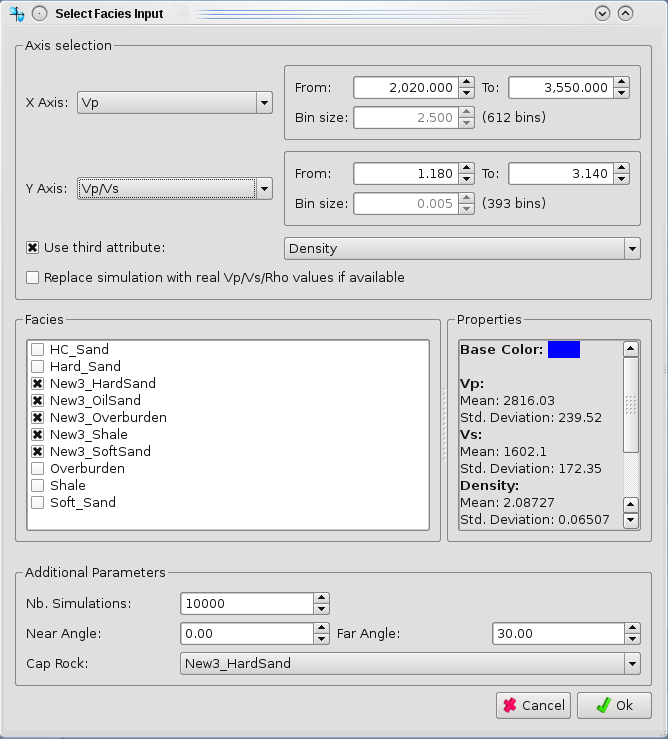 Select Facies Input
Axis selection
X Axis: Vp
From: 2,020.000 To: 3,550.000
Bin size: 2.500 (612 bins)
Y Axis: Vp/Vs
From: 1.180 To: 3.140
Bin size: 0.005 (393 bins)
Use third attribute: Density
Replace simulation with real Vp/Vs/Rho values if available
Facies
HC_Sand
Hard_Sand
New3_HardSand
New3_OilSand
New3_Overburden
New3_Shale
New3_SoftSand
Overburden
Shale
Soft_Sand
Properties
Base Color:
Vp:
Mean: 2816.03
Std. Deviation: 239.52
Vs:
Mean: 1602.1
Std. Deviation: 172.35
Density:
Mean: 2.08727
Std. Deviation: 0.06507
Additional Parameters
Nb. Simulations: 10000
Near Angle: 0.00 Far Angle: 30.00
Cap Rock: New3_HardSand
Cancel Ok